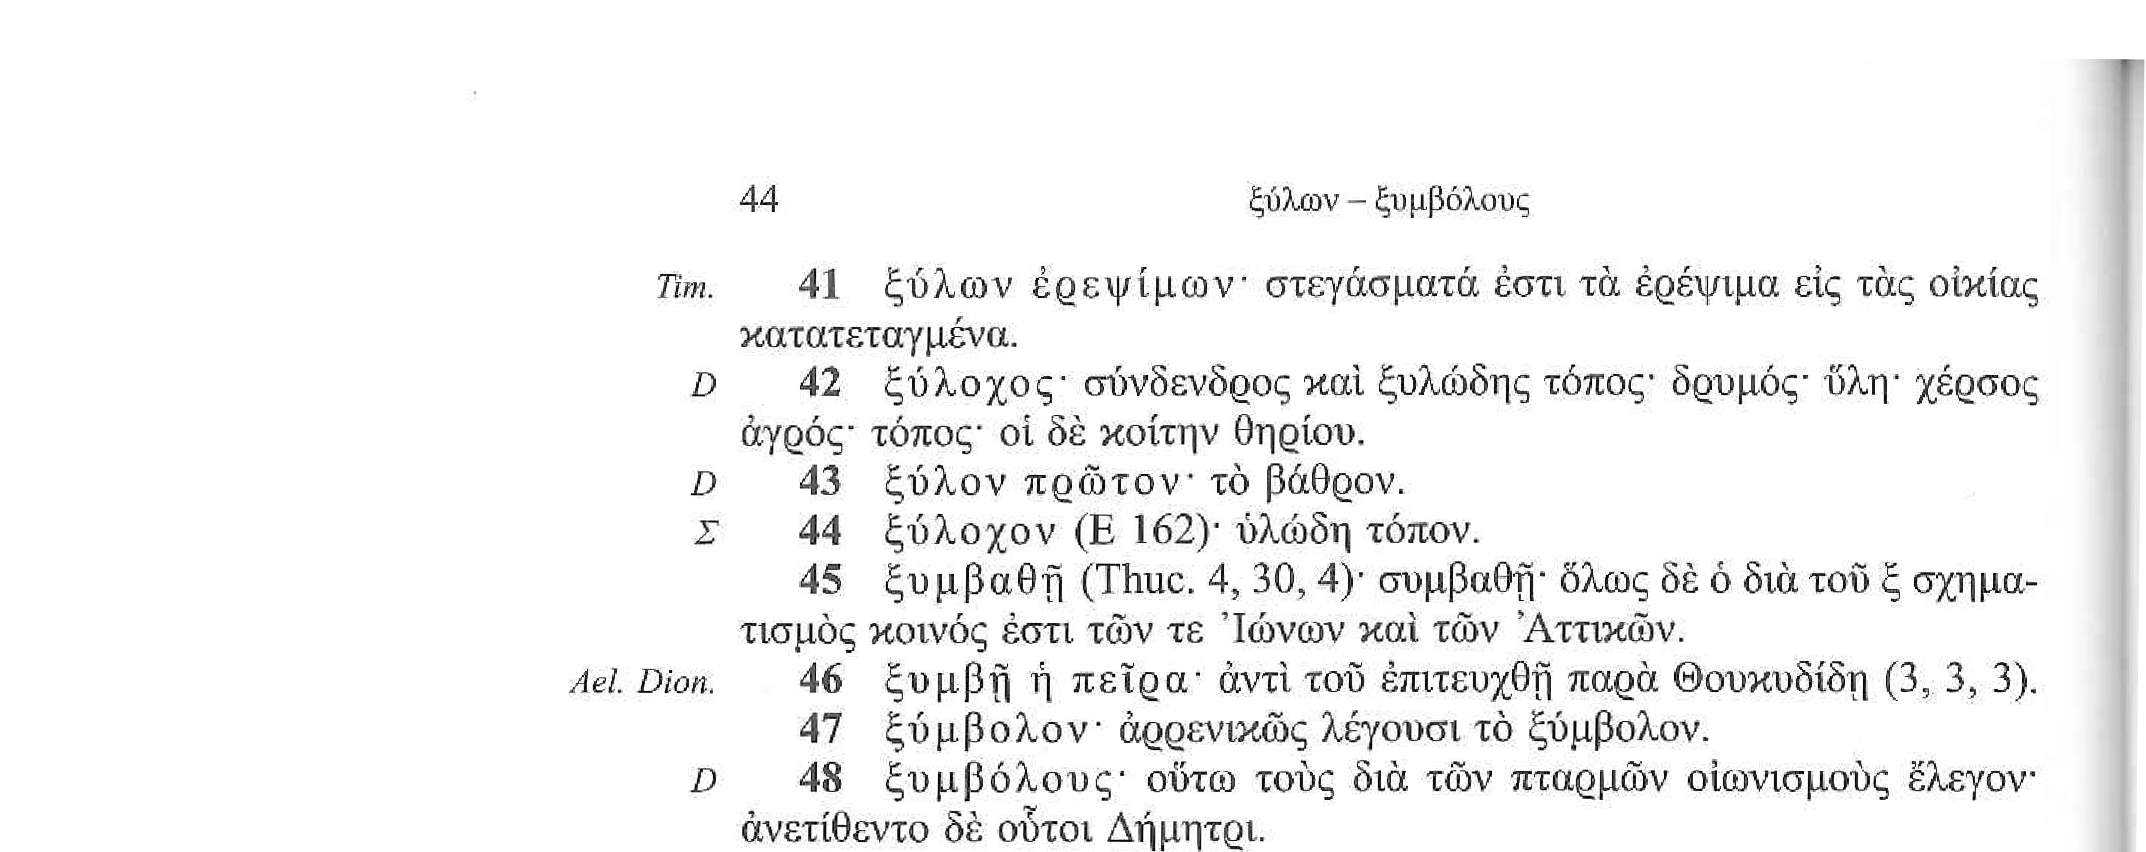 44 ξύλων – ξυμβόλους
Tim. 41 ξύλων ἐρεψίμων· στεγάσματά ἐστι τὰ ἐρέψιμα εἰς τὰς οἰκίας
κατατεταγμένα.
D 42 ξύλοχος· σύνδενδρος καὶ ξυλώδης τόπος· δρυμός· ὕλη· χέρσος
ἀγρός· τόπος· οἱ δὲ κοίτην θηρίου.
D 43 ξύλον πρῶτον· τὸ βάθρον.
Σ 44 ξύλοχον (Ε 162)· ὑλώδη τόπον.
45 ξυμβαθῇ (Thuc. 4, 30, 4)· συμβαθῇ· ὅλως δὲ ὁ διὰ τοῦ ξ σχημα-
τισμὸς κοινός ἐστι τῶν τε Ἰώνων καὶ τῶν Ἀττικῶν.
Ael. Dion. 46 ξυμβῇ ἡ πεῖρα· ἀντὶ τοῦ ἐπιτευχθῇ παρὰ Θουκυδίδῃ (3, 3, 3).
47 ξύμβολον· ἀρρενικῶς λέγουσι τὸ ξύμβολον.
D 48 ξυμβόλους· οὕτω τοὺς διὰ τῶν πταρμῶν οἰωνισμοὺς ἔλεγον·
ἀνετίθεντο δὲ οὗτοι Δήμητρι.